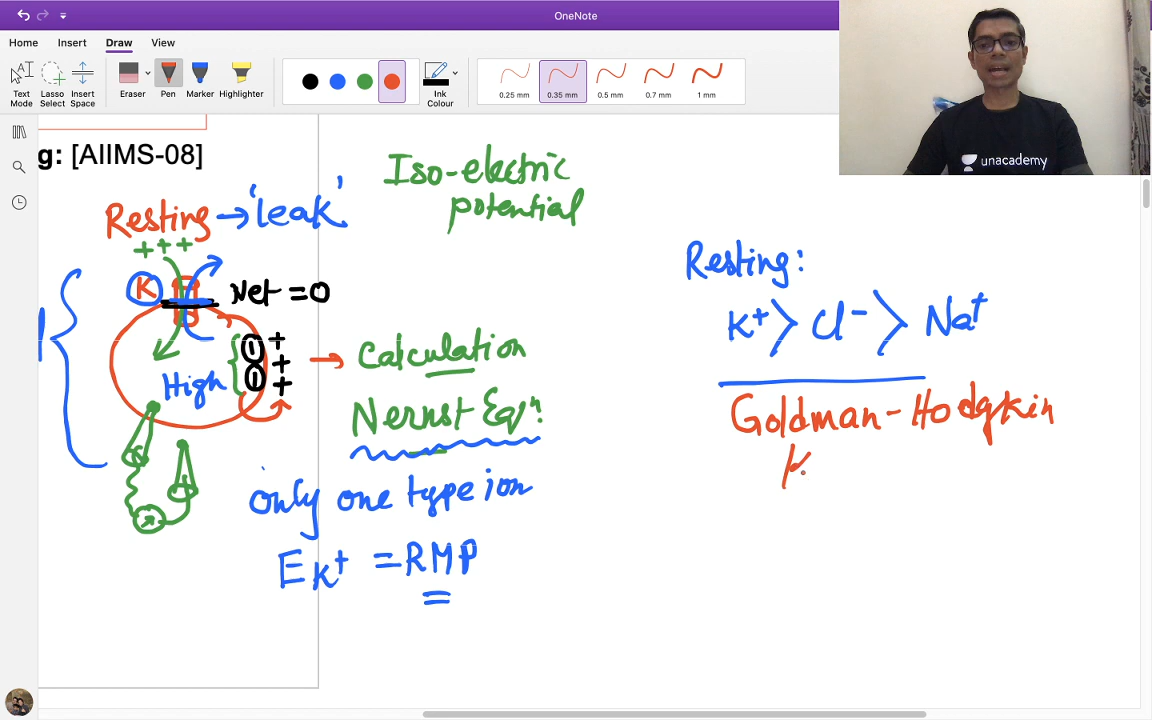 OneNote
Home Insert Draw View
Text Mode
Lasso Select
Insert Space
Eraser
Pen
Marker
Highlighter
Ink Colour
0.25 mm
0.35 mm
0.5 mm
0.7 mm
1 mm
unacademy
g: [AIIMS-08]
Iso-electric
potential
Resting → 'leak'
+ + +
K
Net = 0
High
+
+
+
→ Calculation
Nernst Eqn
only one type ion
EK+ = RMP
Resting:
K+ > Cl- > Na+
Goldman-Hodgkin
K